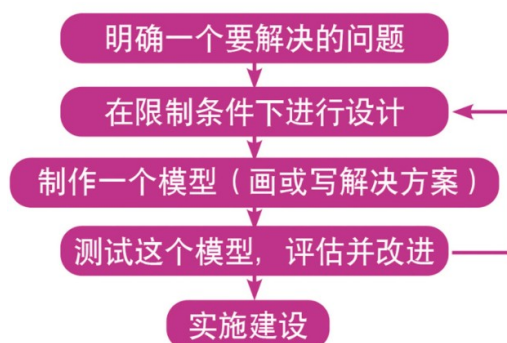 明确一个要解决的问题
在限制条件下进行设计
制作一个模型（画或写解决方案）
测试这个模型，评估并改进
实施建设